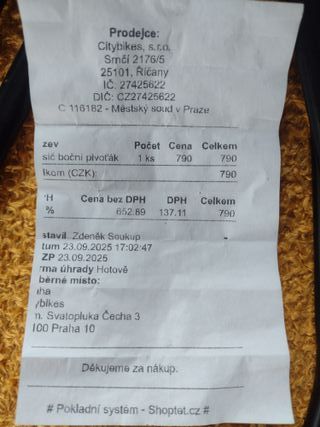 Prodejce:
Citybikes, s.r.o.
Srnčí 2176/5
25101, Říčany
IČ: 27425622
DIČ: CZ27425622
C 116182 - Městský soud v Praze
zev Počet Cena Celkem
sič boční pivoťák 1 ks 790 790
lkom (CZK): 790
'H Cena bez DPH DPH Celkem
% 652.89 137.11 790
stavil. Zdeněk Soukup
tum 23.09.2025 17:02:47
ZP 23.09.2025
rma úhrady Hotově
běrné místo:
aha
ybikes
n. Svatopluka Čecha 3
100 Praha 10
Děkujeme za nákup.
# Pokladní systém - Shoptet.cz #